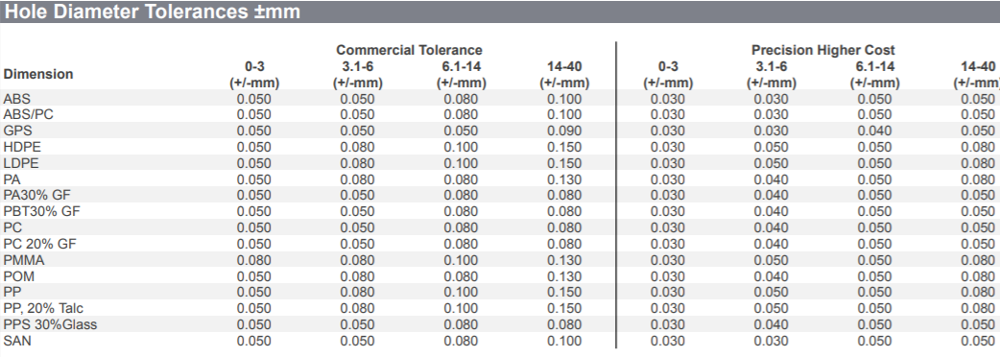 Hole Diameter Tolerances ±mm
Commercial Tolerance Precision Higher Cost
Dimension 0-3 3.1-6 6.1-14 14-40 0-3 3.1-6 6.1-14 14-40
(+/-mm) (+/-mm) (+/-mm) (+/-mm) (+/-mm) (+/-mm) (+/-mm) (+/-mm)
ABS 0.050 0.050 0.080 0.100 0.030 0.030 0.050 0.050
ABS/PC 0.050 0.050 0.080 0.100 0.030 0.030 0.050 0.050
GPS 0.050 0.050 0.050 0.090 0.030 0.030 0.040 0.050
HDPE 0.050 0.080 0.100 0.150 0.030 0.050 0.050 0.080
LDPE 0.050 0.080 0.100 0.150 0.030 0.050 0.050 0.080
PA 0.050 0.080 0.080 0.130 0.030 0.040 0.050 0.080
PA30% GF 0.050 0.050 0.080 0.080 0.030 0.040 0.050 0.050
PBT30% GF 0.050 0.050 0.080 0.080 0.030 0.040 0.050 0.050
PC 0.050 0.050 0.080 0.080 0.030 0.040 0.050 0.050
PC 20% GF 0.050 0.050 0.080 0.080 0.030 0.040 0.050 0.050
PMMA 0.080 0.080 0.100 0.130 0.030 0.050 0.050 0.080
POM 0.050 0.080 0.080 0.130 0.030 0.040 0.050 0.080
PP 0.050 0.080 0.100 0.150 0.030 0.050 0.050 0.080
PP, 20% Talc 0.050 0.080 0.100 0.150 0.030 0.050 0.050 0.080
PPS 30%Glass 0.050 0.050 0.080 0.080 0.030 0.040 0.050 0.050
SAN 0.050 0.050 0.080 0.100 0.030 0.030 0.050 0.050